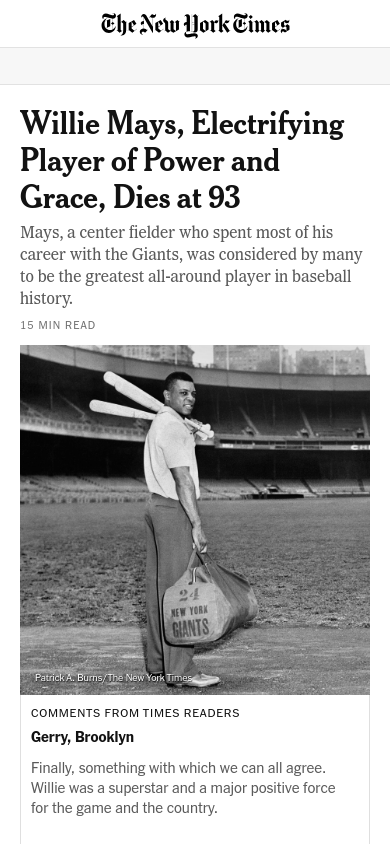 The New York Times
Willie Mays, Electrifying
Player of Power and
Grace, Dies at 93
Mays, a center fielder who spent most of his
career with the Giants, was considered by many
to be the greatest all-around player in baseball
history.
15 MIN READ
24
NEW YORK
GIANTS
Patrick A. Burns/The New York Times
COMMENTS FROM TIMES READERS
Gerry, Brooklyn
Finally, something with which we can all agree.
Willie was a superstar and a major positive force
for the game and the country.